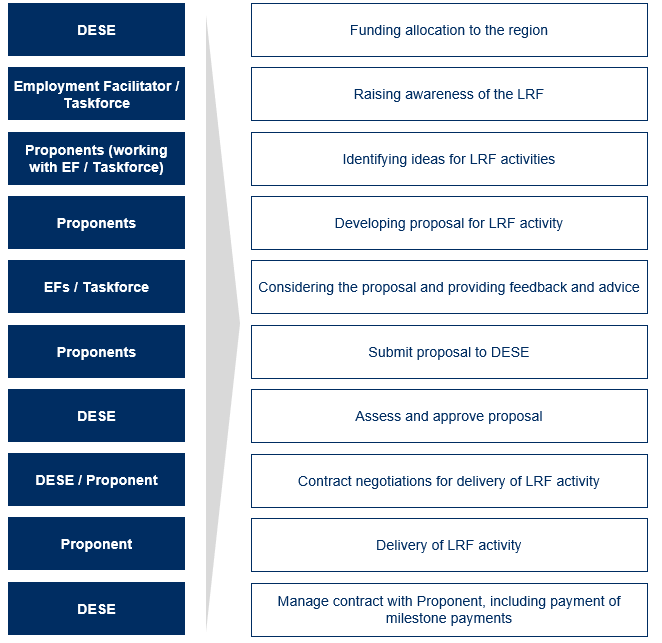 DESE
Funding allocation to the region
Employment Facilitator /
Taskforce
Raising awareness of the LRF
Proponents (working
with EF / Taskforce)
Identifying ideas for LRF activities
Proponents
Developing proposal for LRF activity
EFs / Taskforce
Considering the proposal and providing feedback and advice
Proponents
Submit proposal to DESE
DESE
Assess and approve proposal
DESE / Proponent
Contract negotiations for delivery of LRF activity
Proponent
Delivery of LRF activity
DESE
Manage contract with Proponent, including payment of
milestone payments